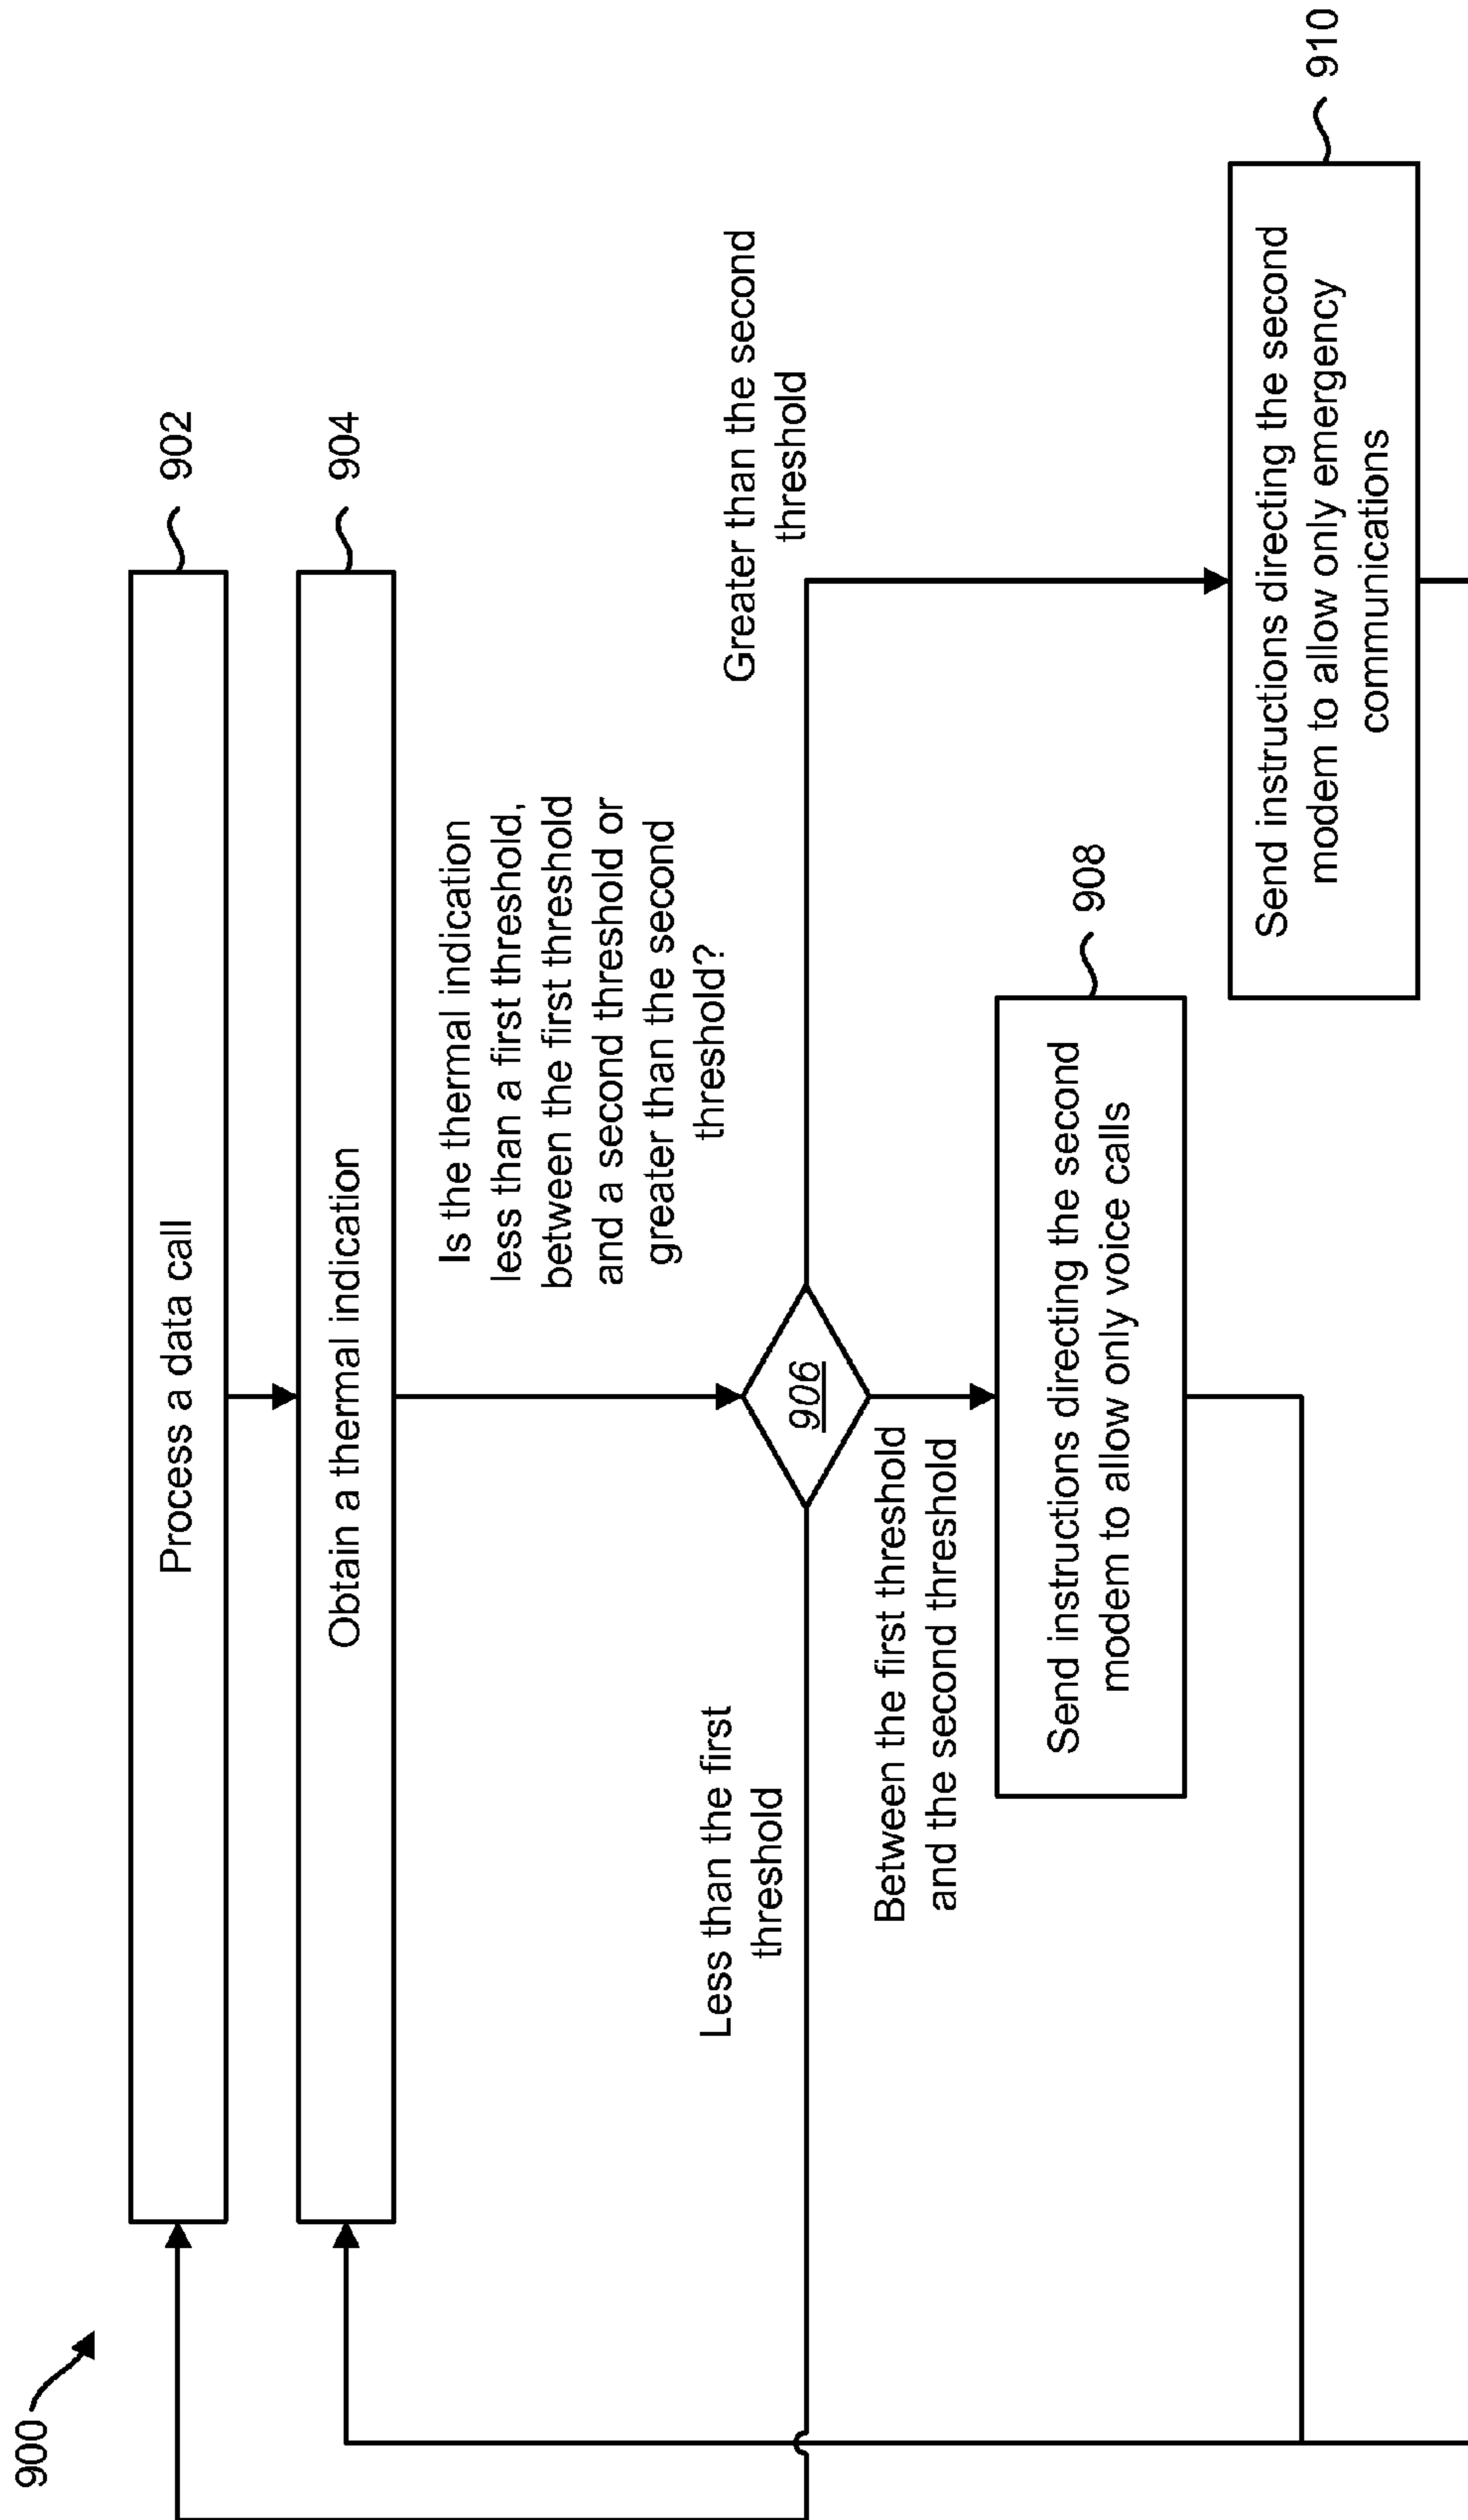 900
Process a data call
902
Obtain a thermal indication
904
Is the thermal indication
less than a first threshold,
between the first threshold
and a second threshold or
greater than the second
threshold?
Less than the first
threshold
906
Greater than the second
threshold
Between the first threshold
and the second threshold
908
Send instructions directing the second
modem to allow only voice calls
910
Send instructions directing the second
modem to allow only emergency
communications